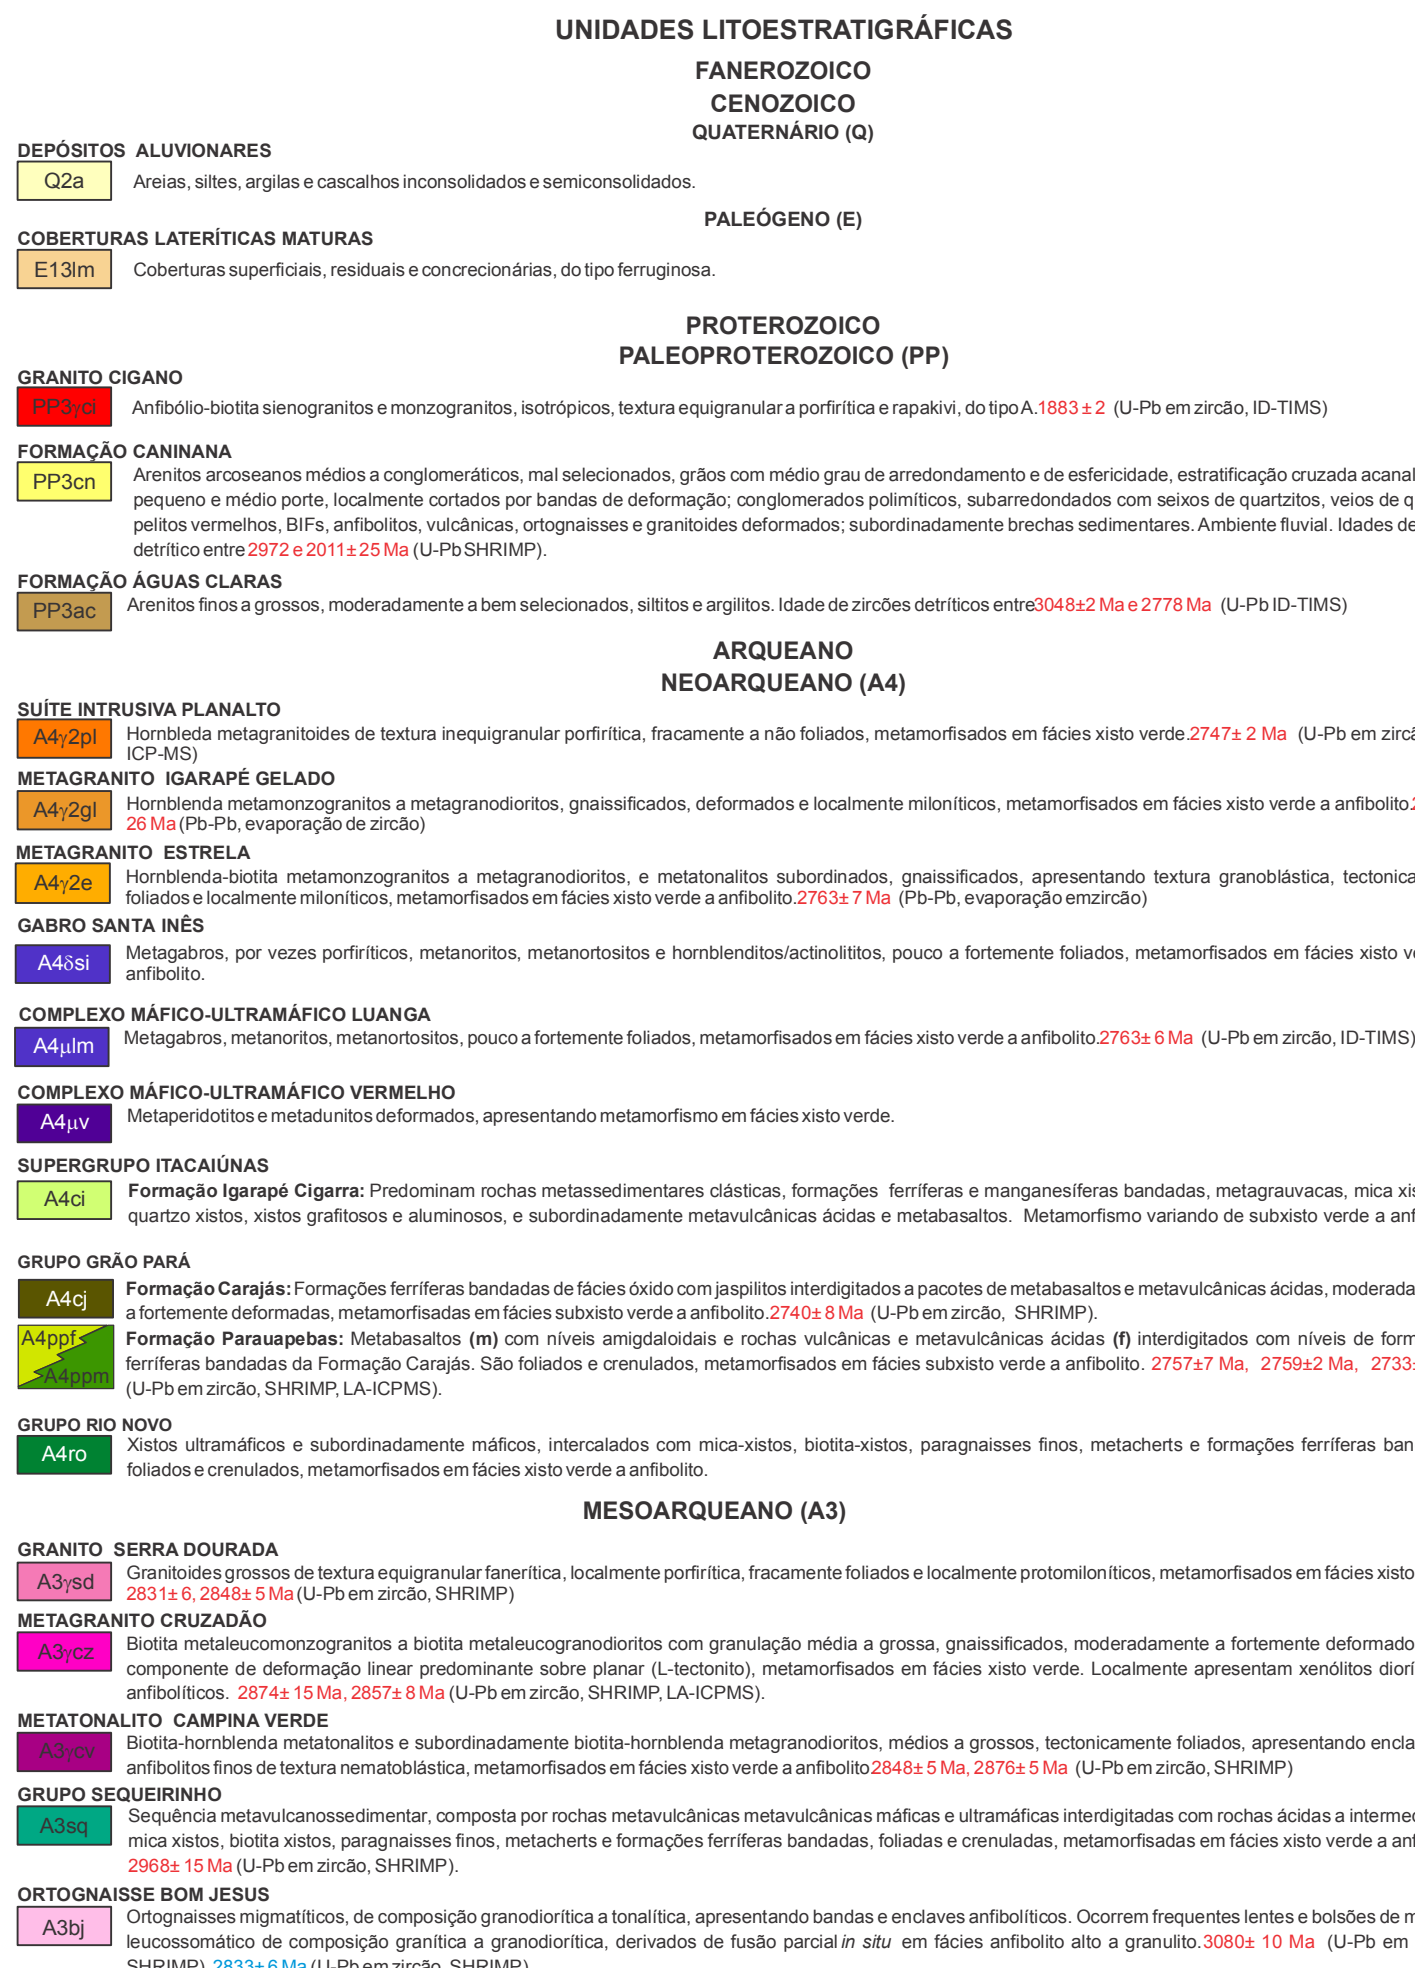 UNIDADES LITOESTRATIGRÁFICAS
FANEROZOICO
CENOZOICO
QUATERNÁRIO (Q)
DEPÓSITOS ALUVIONARES
Q2a Areias, siltes, argilas e cascalhos inconsolidados e semiconsolidados.
PALEÓGENO (E)
COBERTURAS LATERÍTICAS MATURAS
E13lm Coberturas superficiais, residuais e concrecionárias, do tipo ferruginosa.
PROTEROZOICO
PALEOPROTEROZOICO (PP)
GRANITO CIGANO
PP3γci Anfibólio-biotita sienogranitos e monzogranitos, isotrópicos, textura equigranular a porfirítica e rapakivi, do tipo A. 1883 ± 2 (U-Pb em zircão, ID-TIMS)
FORMAÇÃO CANINANA
PP3cn Arenitos arcoseanos médios a conglomeráticos, mal selecionados, grãos com médio grau de arredondamento e de esfericidade, estratificação cruzada acanal
pequeno e médio porte, localmente cortados por bandas de deformação; conglomerados polimíticos, subarredondados com seixos de quartzitos, veios de q
pelitos vermelhos, BIFs, anfibolitos, vulcânicas, ortognaisses e granitoides deformados; subordinadamente brechas sedimentares. Ambiente fluvial. Idades de
detrítico entre 2972 e 2011± 25 Ma (U-Pb SHRIMP).
FORMAÇÃO ÁGUAS CLARAS
PP3ac Arenitos finos a grossos, moderadamente a bem selecionados, siltitos e argilitos. Idade de zircões detríticos entre 3048±2 Ma e 2778 Ma (U-Pb ID-TIMS)
ARQUEANO
NEOARQUEANO (A4)
SUÍTE INTRUSIVA PLANALTO
A4γ2pl Hornbleda metagranitoides de textura inequigranular porfirítica, fracamente a não foliados, metamorfisados em fácies xisto verde. 2747± 2 Ma (U-Pb em zircã
ICP-MS)
METAGRANITO IGARAPÉ GELADO
A4γ2gl Hornblenda metamonzogranitos a metagranodioritos, gnaissificados, deformados e localmente miloníticos, metamorfisados em fácies xisto verde a anfibolito.
26 Ma (Pb-Pb, evaporação de zircão)
METAGRANITO ESTRELA
A4γ2e Hornblenda-biotita metamonzogranitos a metagranodioritos, e metatonalitos subordinados, gnaissificados, apresentando textura granoblástica, tectonica
foliados e localmente miloníticos, metamorfisados em fácies xisto verde a anfibolito. 2763± 7 Ma (Pb-Pb, evaporação emzircão)
GABRO SANTA INÊS
A4δsi Metagabros, por vezes porfiríticos, metanoritos, metanortositos e hornblenditos/actinolititos, pouco a fortemente foliados, metamorfisados em fácies xisto v
anfibolito.
COMPLEXO MÁFICO-ULTRAMÁFICO LUANGA
A4μlm Metagabros, metanoritos, metanortositos, pouco a fortemente foliados, metamorfisados em fácies xisto verde a anfibolito. 2763± 6 Ma (U-Pb em zircão, ID-TIMS)
COMPLEXO MÁFICO-ULTRAMÁFICO VERMELHO
A4μv Metaperidotitos e metadunitos deformados, apresentando metamorfismo em fácies xisto verde.
SUPERGRUPO ITACAIÚNAS
A4ci Formação Igarapé Cigarra: Predominam rochas metassedimentares clásticas, formações ferríferas e manganesíferas bandadas, metagrauvacas, mica xis
quartzo xistos, xistos grafitosos e aluminosos, e subordinadamente metavulcânicas ácidas e metabasaltos. Metamorfismo variando de subxisto verde a anf
GRUPO GRÃO PARÁ
A4cj Formação Carajás: Formações ferríferas bandadas de fácies óxido com jaspilitos interdigitados a pacotes de metabasaltos e metavulcânicas ácidas, moderada
a fortemente deformadas, metamorfisadas em fácies subxisto verde a anfibolito. 2740± 8 Ma (U-Pb em zircão, SHRIMP).
A4ppf Formação Parauapebas: Metabasaltos (m) com níveis amigdaloidais e rochas vulcânicas e metavulcânicas ácidas (f) interdigitados com níveis de form
A4ppm ferríferas bandadas da Formação Carajás. São foliados e crenulados, metamorfisados em fácies subxisto verde a anfibolito. 2757±7 Ma, 2759±2 Ma, 2733±
(U-Pb em zircão, SHRIMP, LA-ICPMS).
GRUPO RIO NOVO
A4ro Xistos ultramáficos e subordinadamente máficos, intercalados com mica-xistos, biotita-xistos, paragnaisses finos, metacherts e formações ferríferas ban
foliados e crenulados, metamorfisados em fácies xisto verde a anfibolito.
MESOARQUEANO (A3)
GRANITO SERRA DOURADA
A3γsd Granitoides grossos de textura equigranular fanerítica, localmente porfirítica, fracamente foliados e localmente protomiloníticos, metamorfisados em fácies xisto
2831± 6, 2848± 5 Ma (U-Pb em zircão, SHRIMP)
METAGRANITO CRUZADÃO
A3γcz Biotita metaleucomonzogranitos a biotita metaleucogranodioritos com granulação média a grossa, gnaissificados, moderadamente a fortemente deformado
componente de deformação linear predominante sobre planar (L-tectonito), metamorfisados em fácies xisto verde. Localmente apresentam xenólitos diorí
anfibolíticos. 2874± 15 Ma, 2857± 8 Ma (U-Pb em zircão, SHRIMP, LA-ICPMS).
METATONALITO CAMPINA VERDE
A3γcv Biotita-hornblenda metatonalitos e subordinadamente biotita-hornblenda metagranodioritos, médios a grossos, tectonicamente foliados, apresentando encla
anfibolitos finos de textura nematoblástica, metamorfisados em fácies xisto verde a anfibolito 2848± 5 Ma, 2876± 5 Ma (U-Pb em zircão, SHRIMP)
GRUPO SEQUEIRINHO
A3sq Sequência metavulcanossedimentar, composta por rochas metavulcânicas metavulcânicas máficas e ultramáficas interdigitadas com rochas ácidas a intermed
mica xistos, biotita xistos, paragnaisses finos, metacherts e formações ferríferas bandadas, foliadas e crenuladas, metamorfisadas em fácies xisto verde a anf
2968± 15 Ma (U-Pb em zircão, SHRIMP).
ORTOGNAISSE BOM JESUS
A3bj Ortognaisses migmatíticos, de composição granodiorítica a tonalítica, apresentando bandas e enclaves anfibolíticos. Ocorrem frequentes lentes e bolsões de m
leucossomático de composição granítica a granodiorítica, derivados de fusão parcial in situ em fácies anfibolito alto a granulito. 3080± 10 Ma (U-Pb em
SHRIMP) 2833± 6 Ma (U-Pb em zircão, SHRIMP)